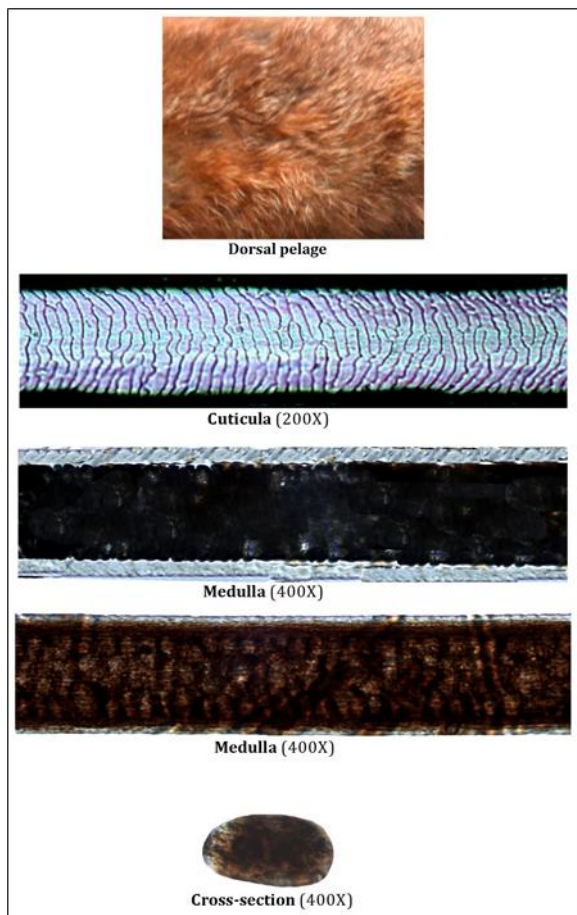 Dorsal pelage
Cuticula (200X)
Medulla (400X)
Medulla (400X)
Cross-section (400X)